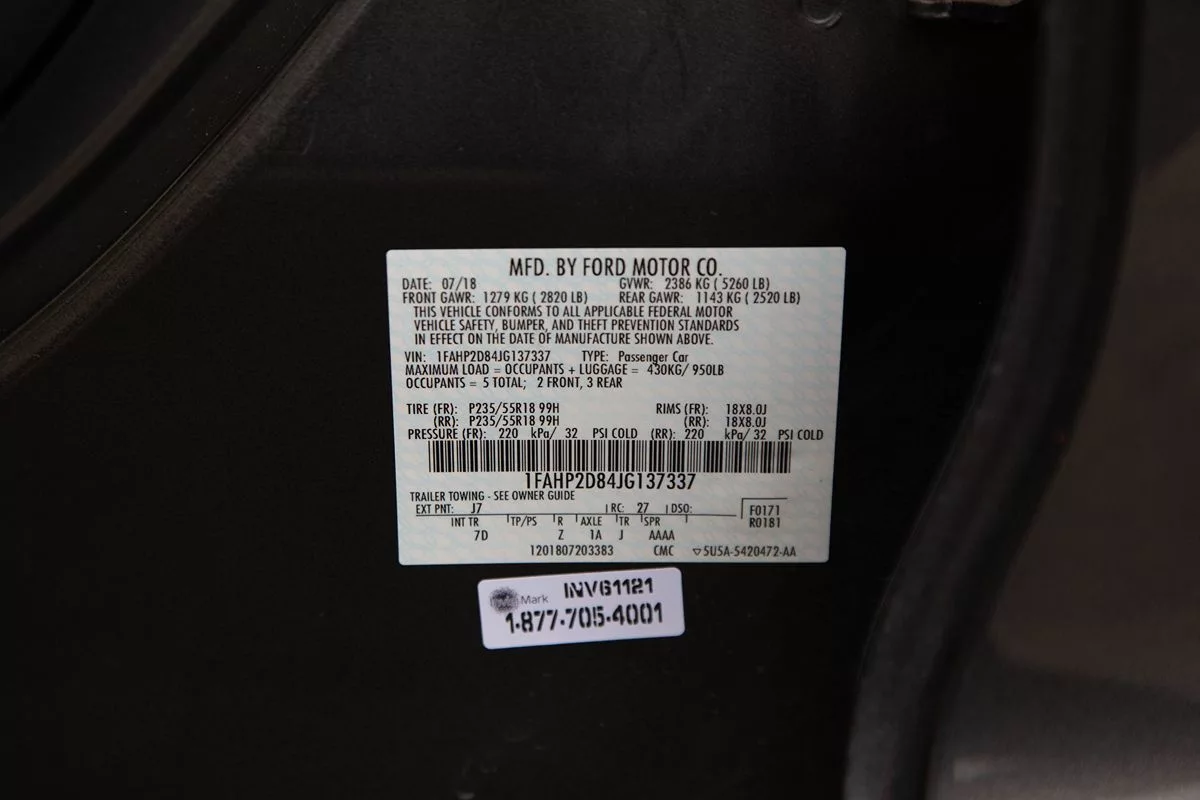 MFD. BY FORD MOTOR CO.
DATE: 07/18 GVWR: 2386 KG ( 5260 LB)
FRONT GAWR: 1279 KG ( 2820 LB) REAR GAWR: 1143 KG ( 2520 LB)
THIS VEHICLE CONFORMS TO ALL APPLICABLE FEDERAL MOTOR
VEHICLE SAFETY, BUMPER, AND THEFT PREVENTION STANDARDS
IN EFFECT ON THE DATE OF MANUFACTURE SHOWN ABOVE.
VIN: 1FAHP2D84JG137337 TYPE: Passenger Car
MAXIMUM LOAD = OCCUPANTS + LUGGAGE = 430KG/ 950LB
OCCUPANTS = 5 TOTAL; 2 FRONT, 3 REAR
TIRE (FR): P235/55R18 99H RIMS (FR): 18X8.0J
(RR): P235/55R18 99H (RR): 18X8.0J
PRESSURE (FR): 220 kPa/ 32 PSI COLD (RR): 220 kPa/ 32 PSI COLD
1FAHP2D84JG137337
TRAILER TOWING - SEE OWNER GUIDE
EXT PNT: J7 RC: 27 DSO: F0171
INT TR TP/PS R AXLE TR SPR R0181
7D Z 1A J AAAA
1201807203383 CMC ▽5U5A-5420472-AA
Mark INV61121
1-877-705-4001